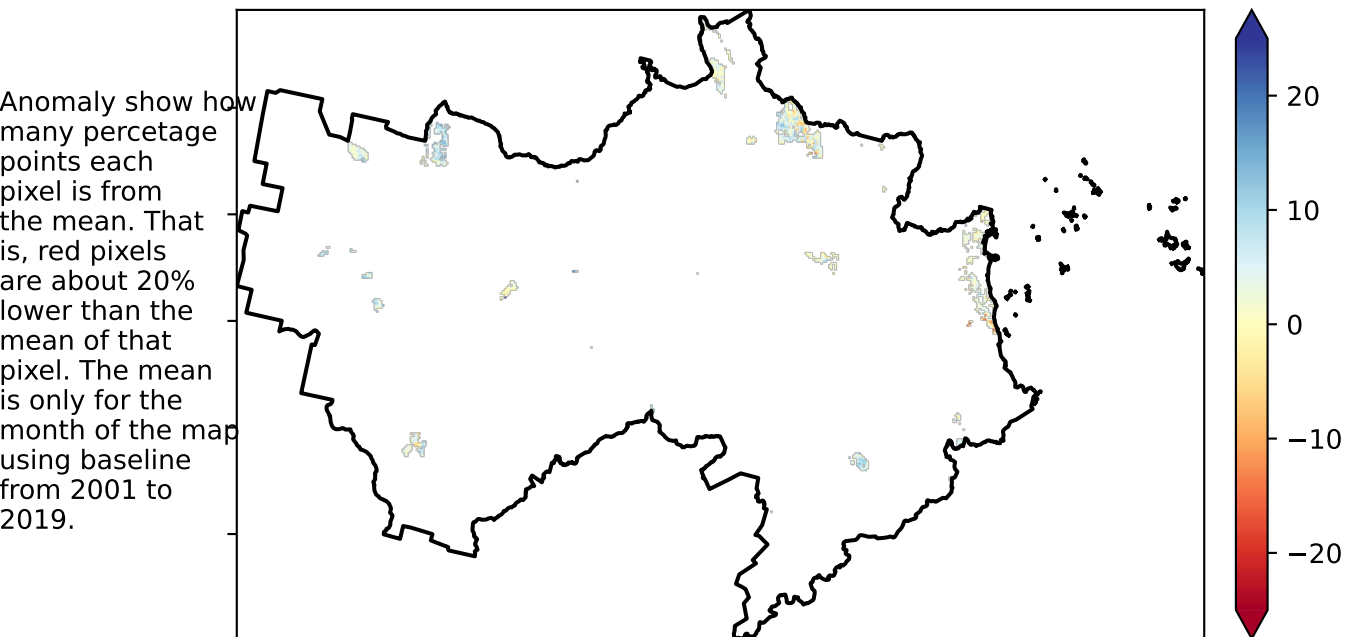 Anomaly show how
many percetage
points each
pixel is from
the mean. That
is, red pixels
are about 20%
lower than the
mean of that
pixel. The mean
is only for the
month of the map
using baseline
from 2001 to
2019.
20
10
0
−10
−20